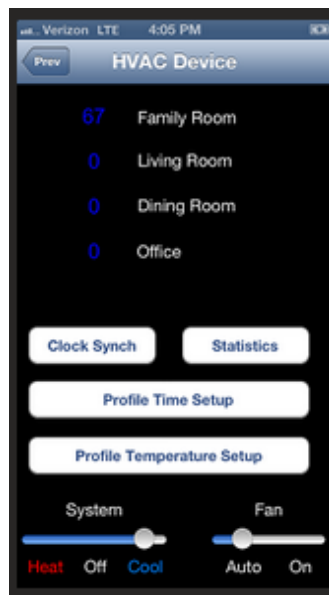 Verizon LTE 4:05 PM
Prev HVAC Device
67 Family Room
0 Living Room
0 Dining Room
0 Office
Clock Synch Statistics
Profile Time Setup
Profile Temperature Setup
System Fan
Heat Off Cool Auto On